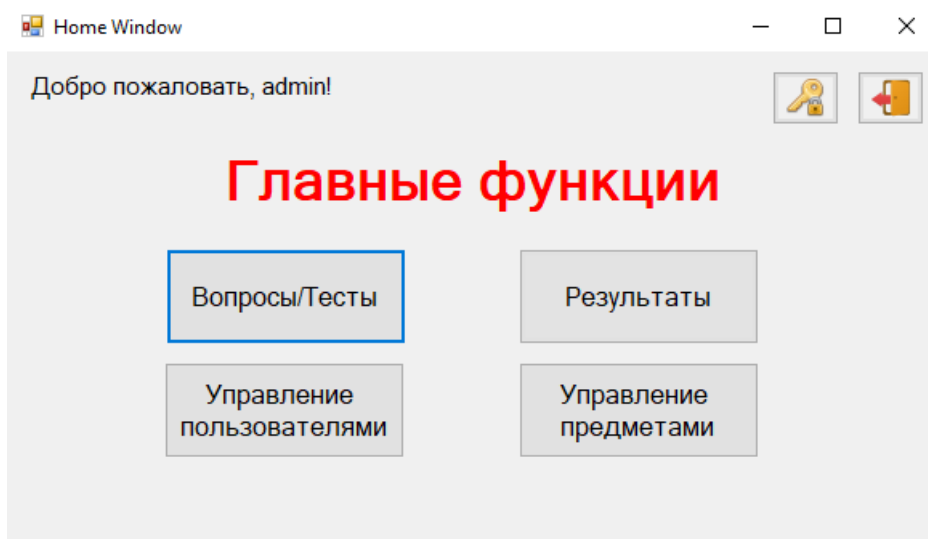 Home Window
Добро пожаловать, admin!
Главные функции
Вопросы/Тесты
Результаты
Управление
пользователями
Управление
предметами